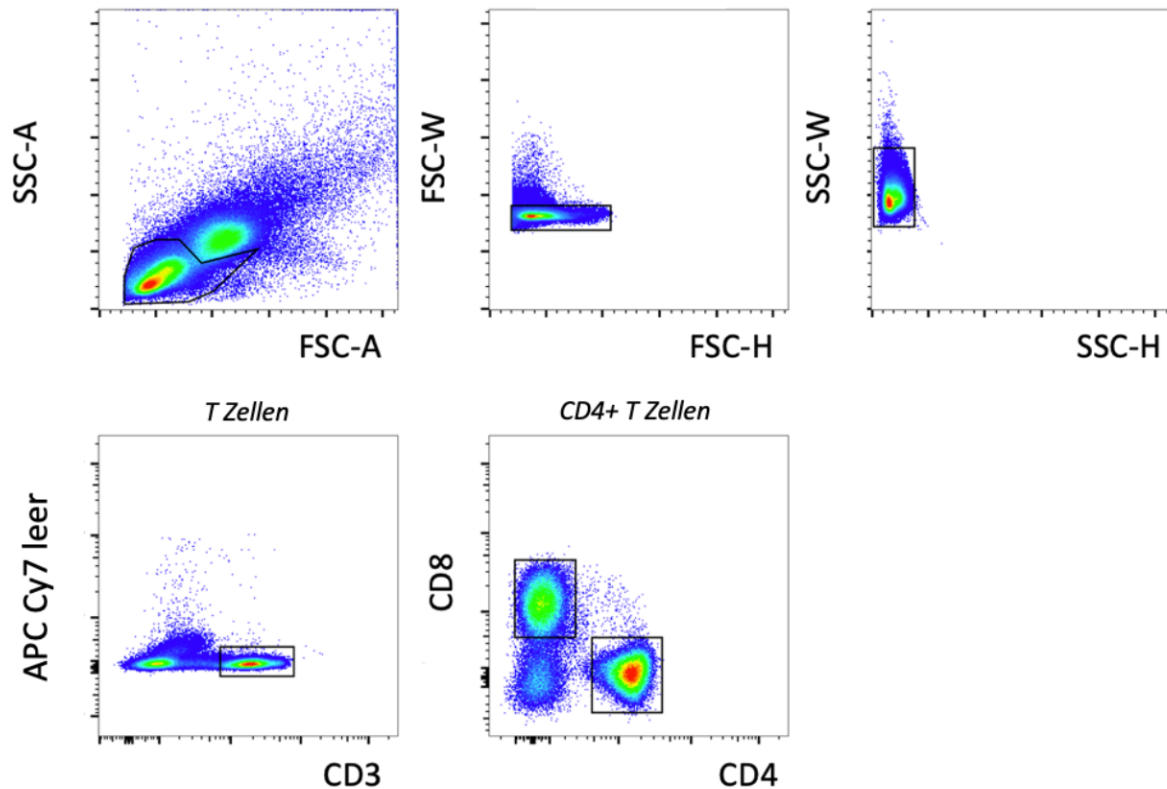 SSC-A
FSC-A
FSC-W
FSC-H
SSC-W
SSC-H
T Zellen
APC Cy7 leer
CD3
CD4+ T Zellen
CD8
CD4